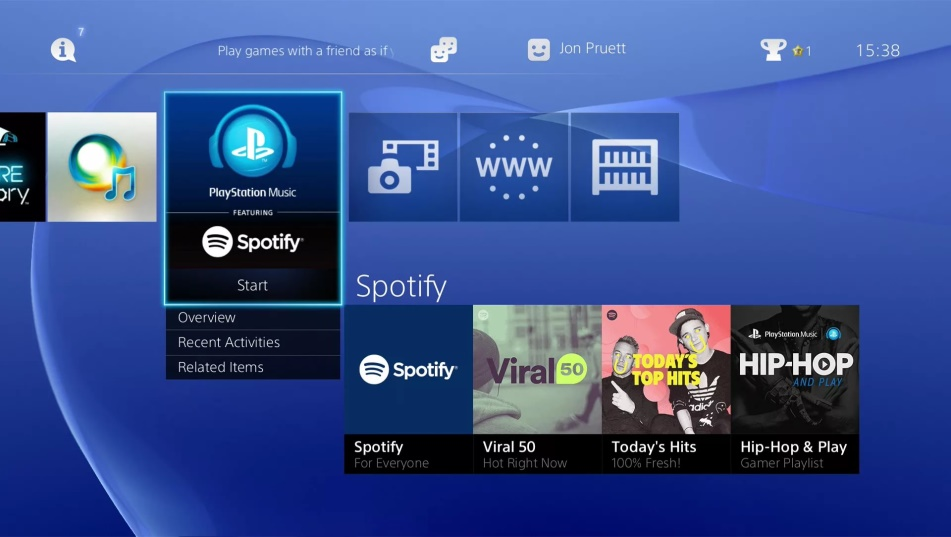 7
Play games with a friend as if
Jon Pruett
1
15:38
PlayStation Music
FEATURING
Spotify
Start
WWW
Overview
Recent Activities
Related Items
Spotify
Spotify
Viral 50
TODAY'S
TOP HITS
adidas
PlayStation Music
HIP-HOP
AND PLAY
Spotify
For Everyone
Viral 50
Hot Right Now
Today's Hits
100% Fresh!
Hip-Hop & Play
Gamer Playlist